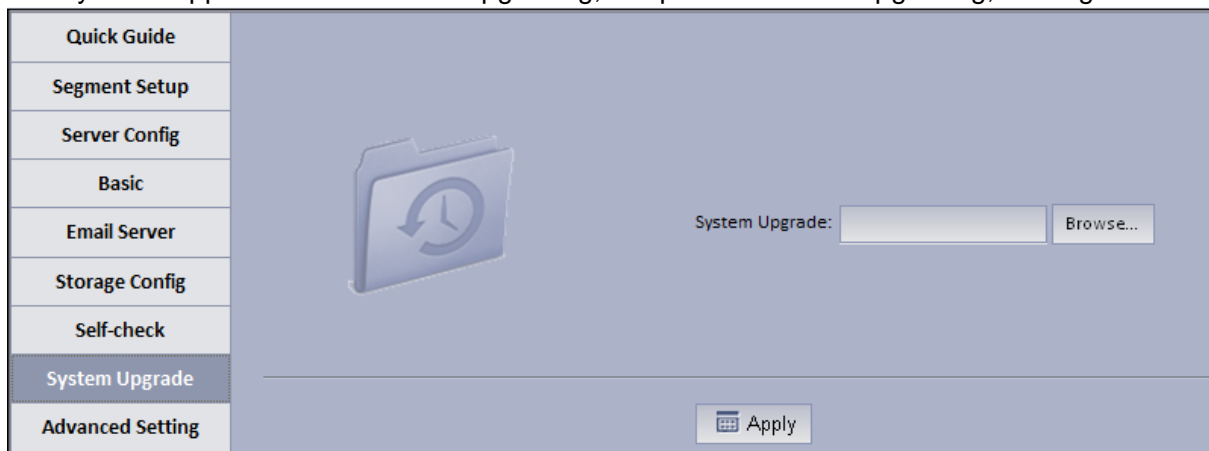 Quick Guide
Segment Setup
Server Config
Basic
Email Server
Storage Config
Self-check
System Upgrade
Advanced Setting
System Upgrade:
Browse...
Apply